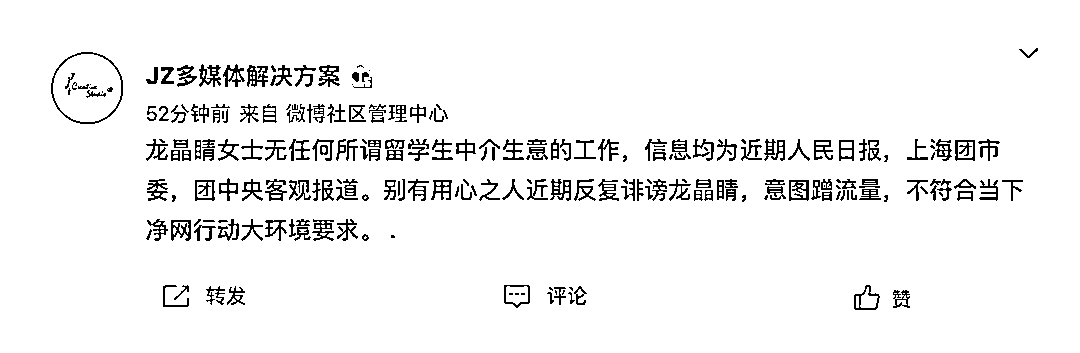 JZ多媒体解决方案
Creative Studio
52分钟前 来自 微博社区管理中心
龙晶睛女士无任何所谓留学生中介生意的工作，信息均为近期人民日报，上海团市
委，团中央客观报道。别有用心之人近期反复诽谤龙晶睛，意图蹭流量，不符合当下
净网行动大环境要求。 .
转发
评论
赞